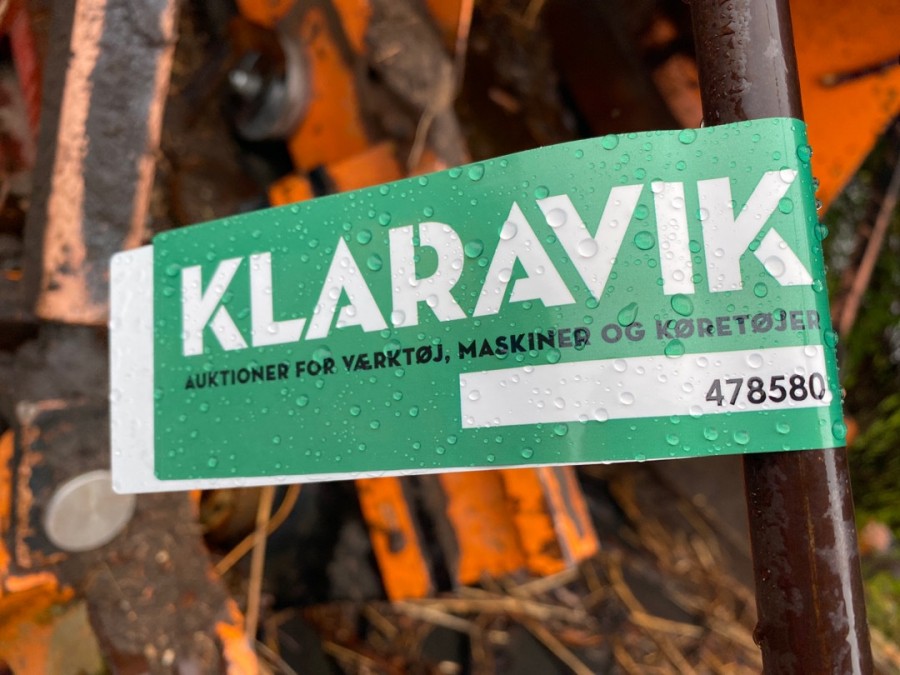 KLARAVIK
AUKTIONER FOR VÆRKTØJ, MASKINER OG KØRETØJER
478580